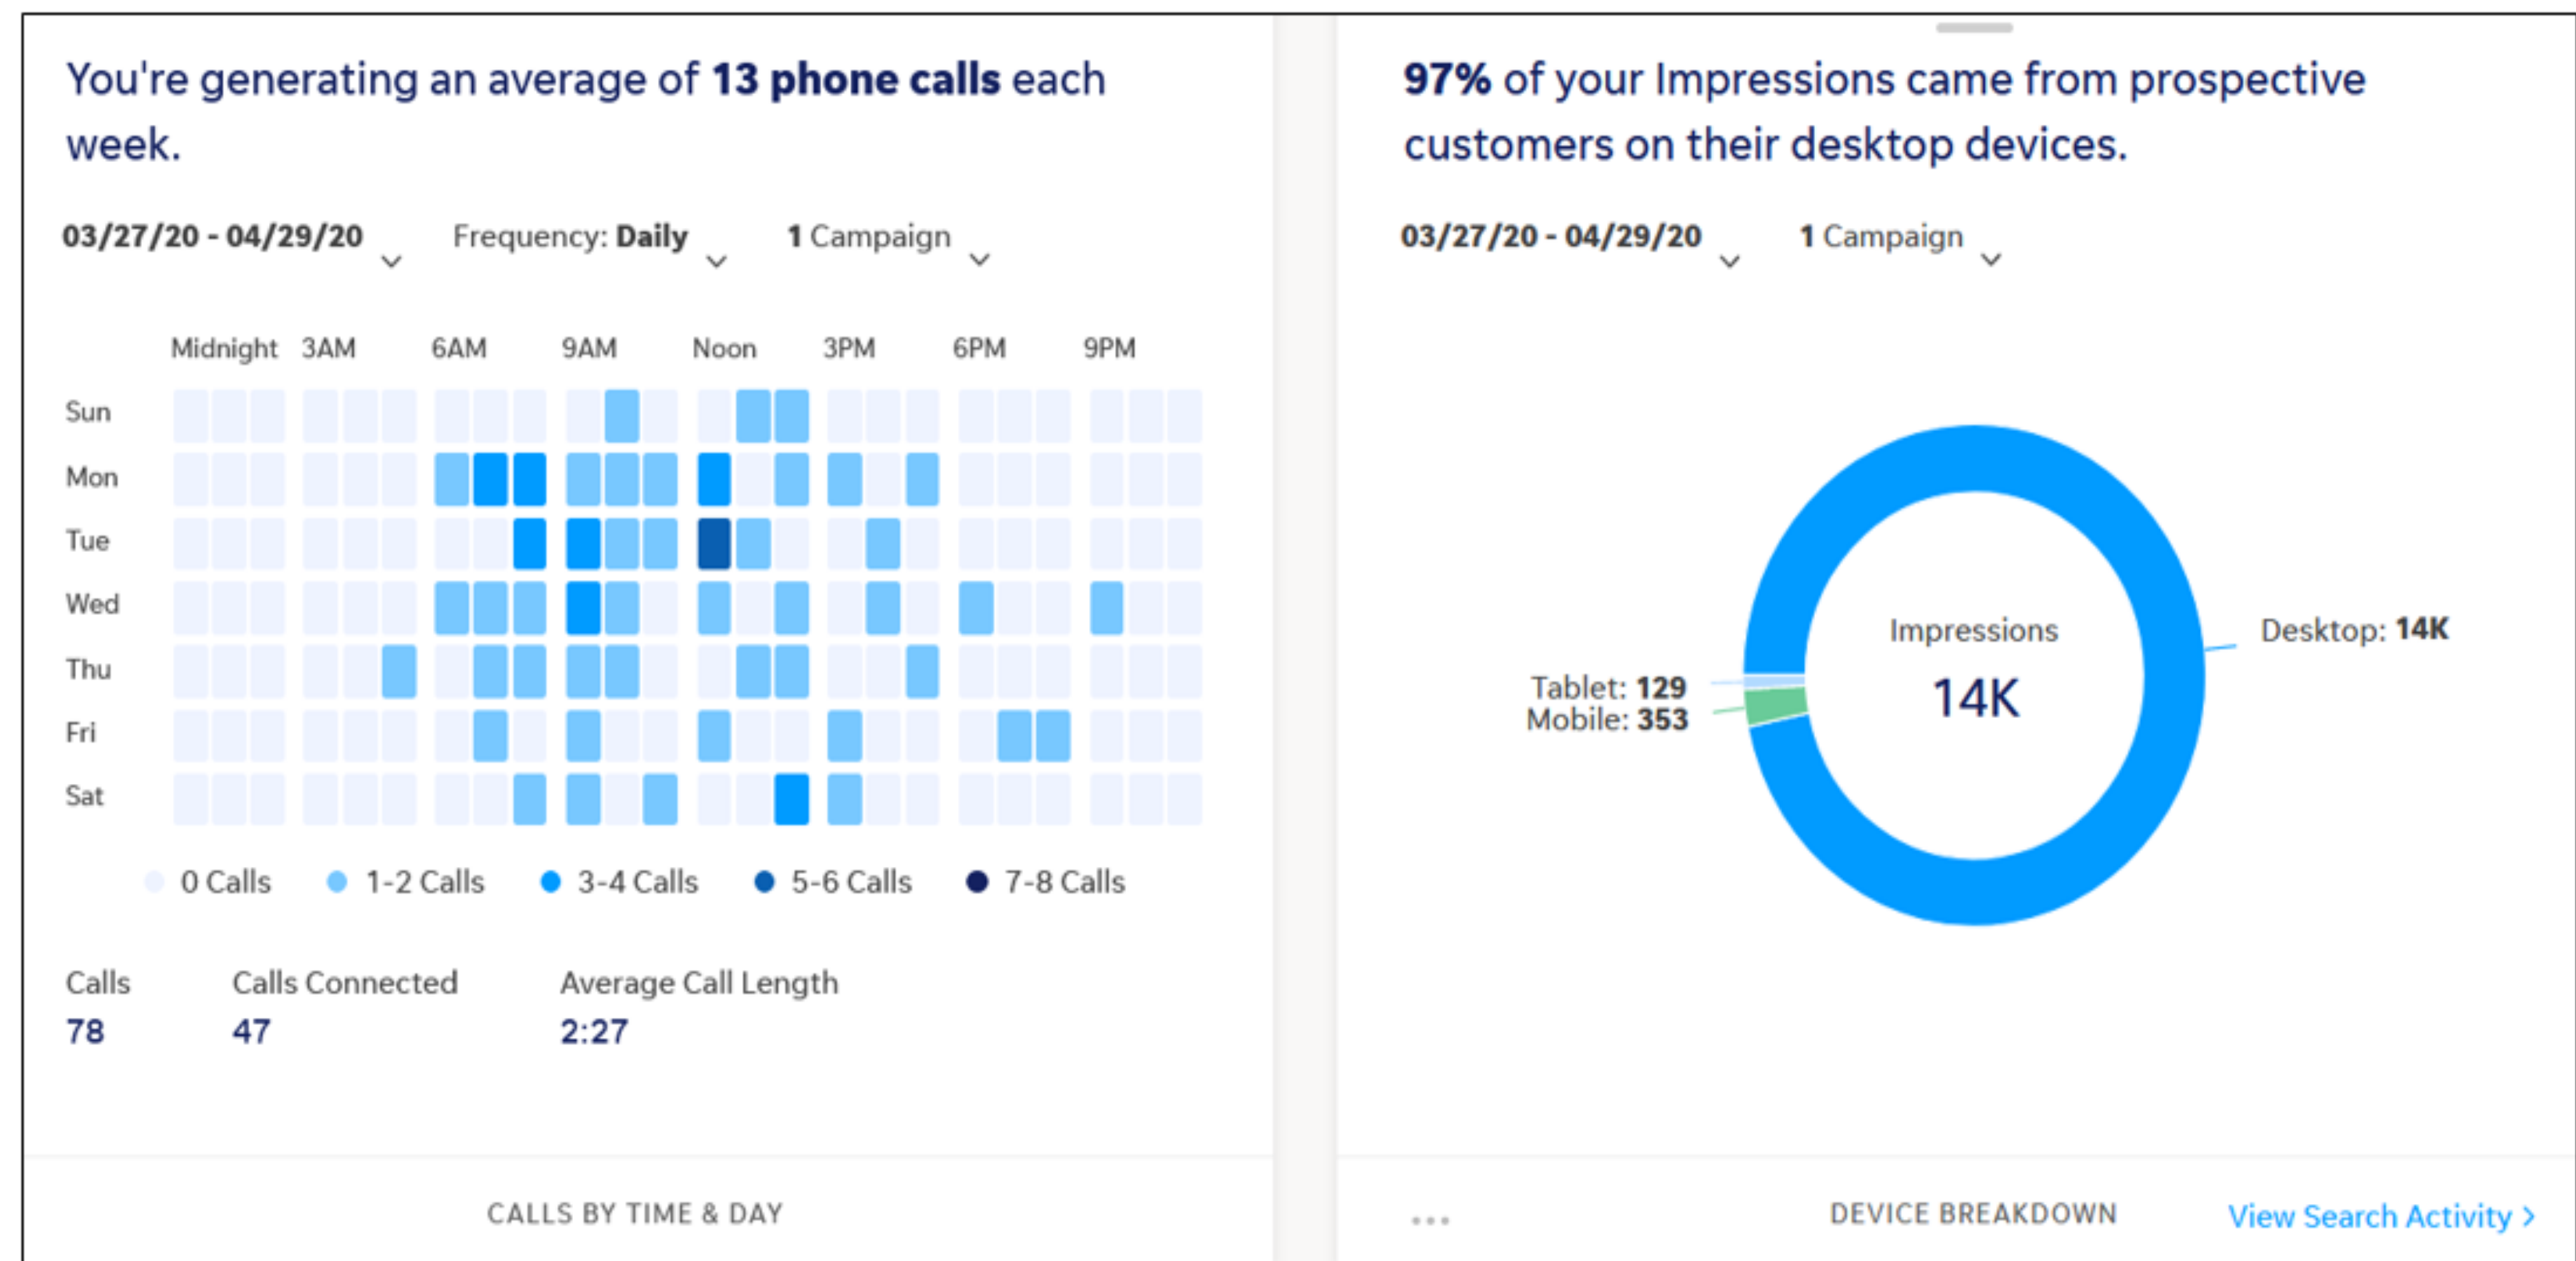 You're generating an average of 13 phone calls each
week.
03/27/20 - 04/29/20 Frequency: Daily 1 Campaign
Midnight 3AM 6AM 9AM Noon 3PM 6PM 9PM
Sun
Mon
Tue
Wed
Thu
Fri
Sat
0 Calls 1-2 Calls 3-4 Calls 5-6 Calls 7-8 Calls
Calls Calls Connected Average Call Length
78 47 2:27
CALLS BY TIME & DAY
97% of your Impressions came from prospective
customers on their desktop devices.
03/27/20 - 04/29/20 1 Campaign
Impressions
14K
Desktop: 14K
Tablet: 129
Mobile: 353
DEVICE BREAKDOWN View Search Activity >